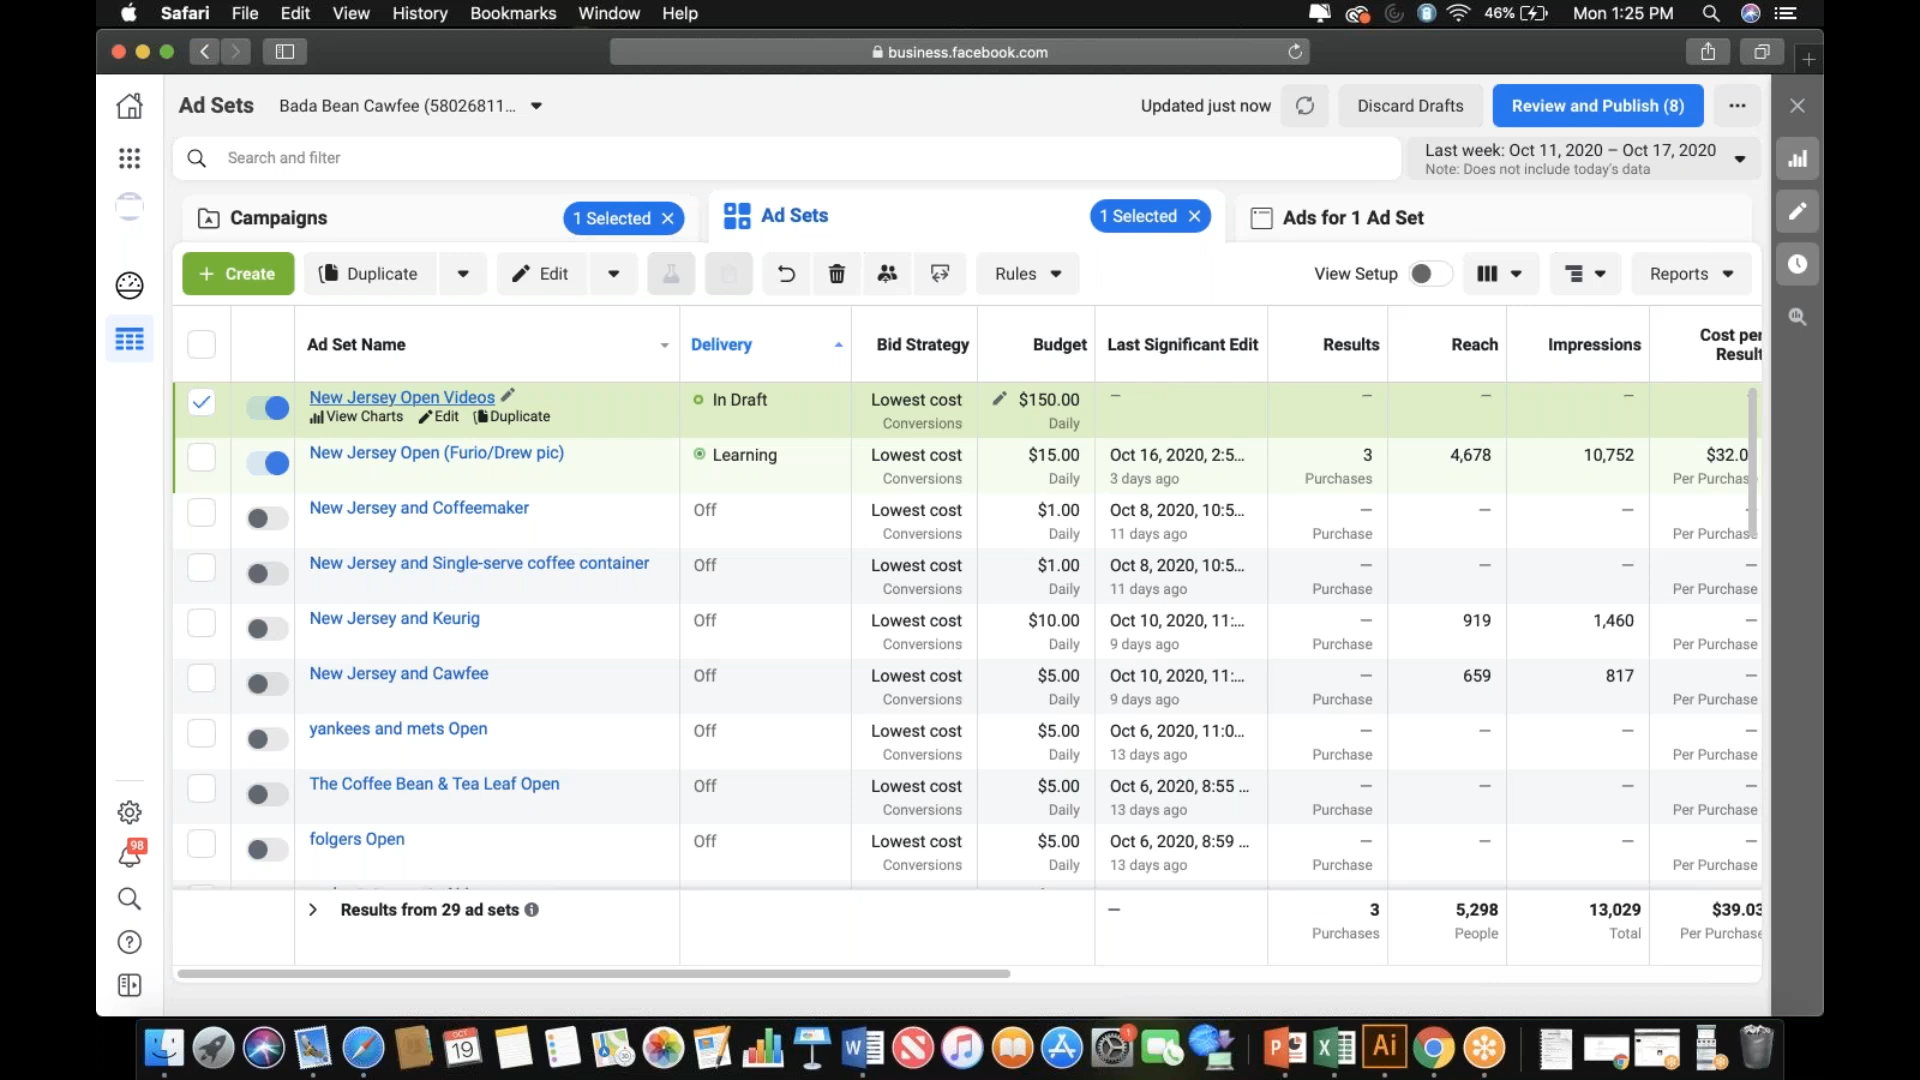 Safari File Edit View History Bookmarks Window Help 46% Mon 1:25 PM
business.facebook.com
Ad Sets Bada Bean Cawfee (58026811... Updated just now Discard Drafts Review and Publish (8)
Search and filter
Last week: Oct 11, 2020 – Oct 17, 2020
Note: Does not include today's data
Campaigns 1 Selected Ad Sets 1 Selected Ads for 1 Ad Set
+ Create Duplicate Edit Rules View Setup Reports
Ad Set Name Delivery Bid Strategy Budget Last Significant Edit Results Reach Impressions Cost per Result
New Jersey Open Videos In Draft Lowest cost $150.00 — — — —
View Charts Edit Duplicate Conversions Daily
New Jersey Open (Furio/Drew pic) Learning Lowest cost $15.00 Oct 16, 2020, 2:5... 3 4,678 10,752 $32.0
Conversions Daily 3 days ago Purchases Per Purchase
New Jersey and Coffeemaker Off Lowest cost $1.00 Oct 8, 2020, 10:5... — — — —
Conversions Daily 11 days ago Purchase Per Purchase
New Jersey and Single-serve coffee container Off Lowest cost $1.00 Oct 8, 2020, 10:5... — — — —
Conversions Daily 11 days ago Purchase Per Purchase
New Jersey and Keurig Off Lowest cost $10.00 Oct 10, 2020, 11:... — 919 1,460 —
Conversions Daily 9 days ago Purchase Per Purchase
New Jersey and Cawfee Off Lowest cost $5.00 Oct 10, 2020, 11:... — 659 817 —
Conversions Daily 9 days ago Purchase Per Purchase
yankees and mets Open Off Lowest cost $5.00 Oct 6, 2020, 11:0... — — — —
Conversions Daily 13 days ago Purchase Per Purchase
The Coffee Bean & Tea Leaf Open Off Lowest cost $5.00 Oct 6, 2020, 8:55 ... — — — —
Conversions Daily 13 days ago Purchase Per Purchase
folgers Open Off Lowest cost $5.00 Oct 6, 2020, 8:59 ... — — — —
Conversions Daily 13 days ago Purchase Per Purchase
98
Results from 29 ad sets — 3 5,298 13,029 $39.03
Purchases People Total Per Purchase
OCT
19
30
W
1
P
X
Ai